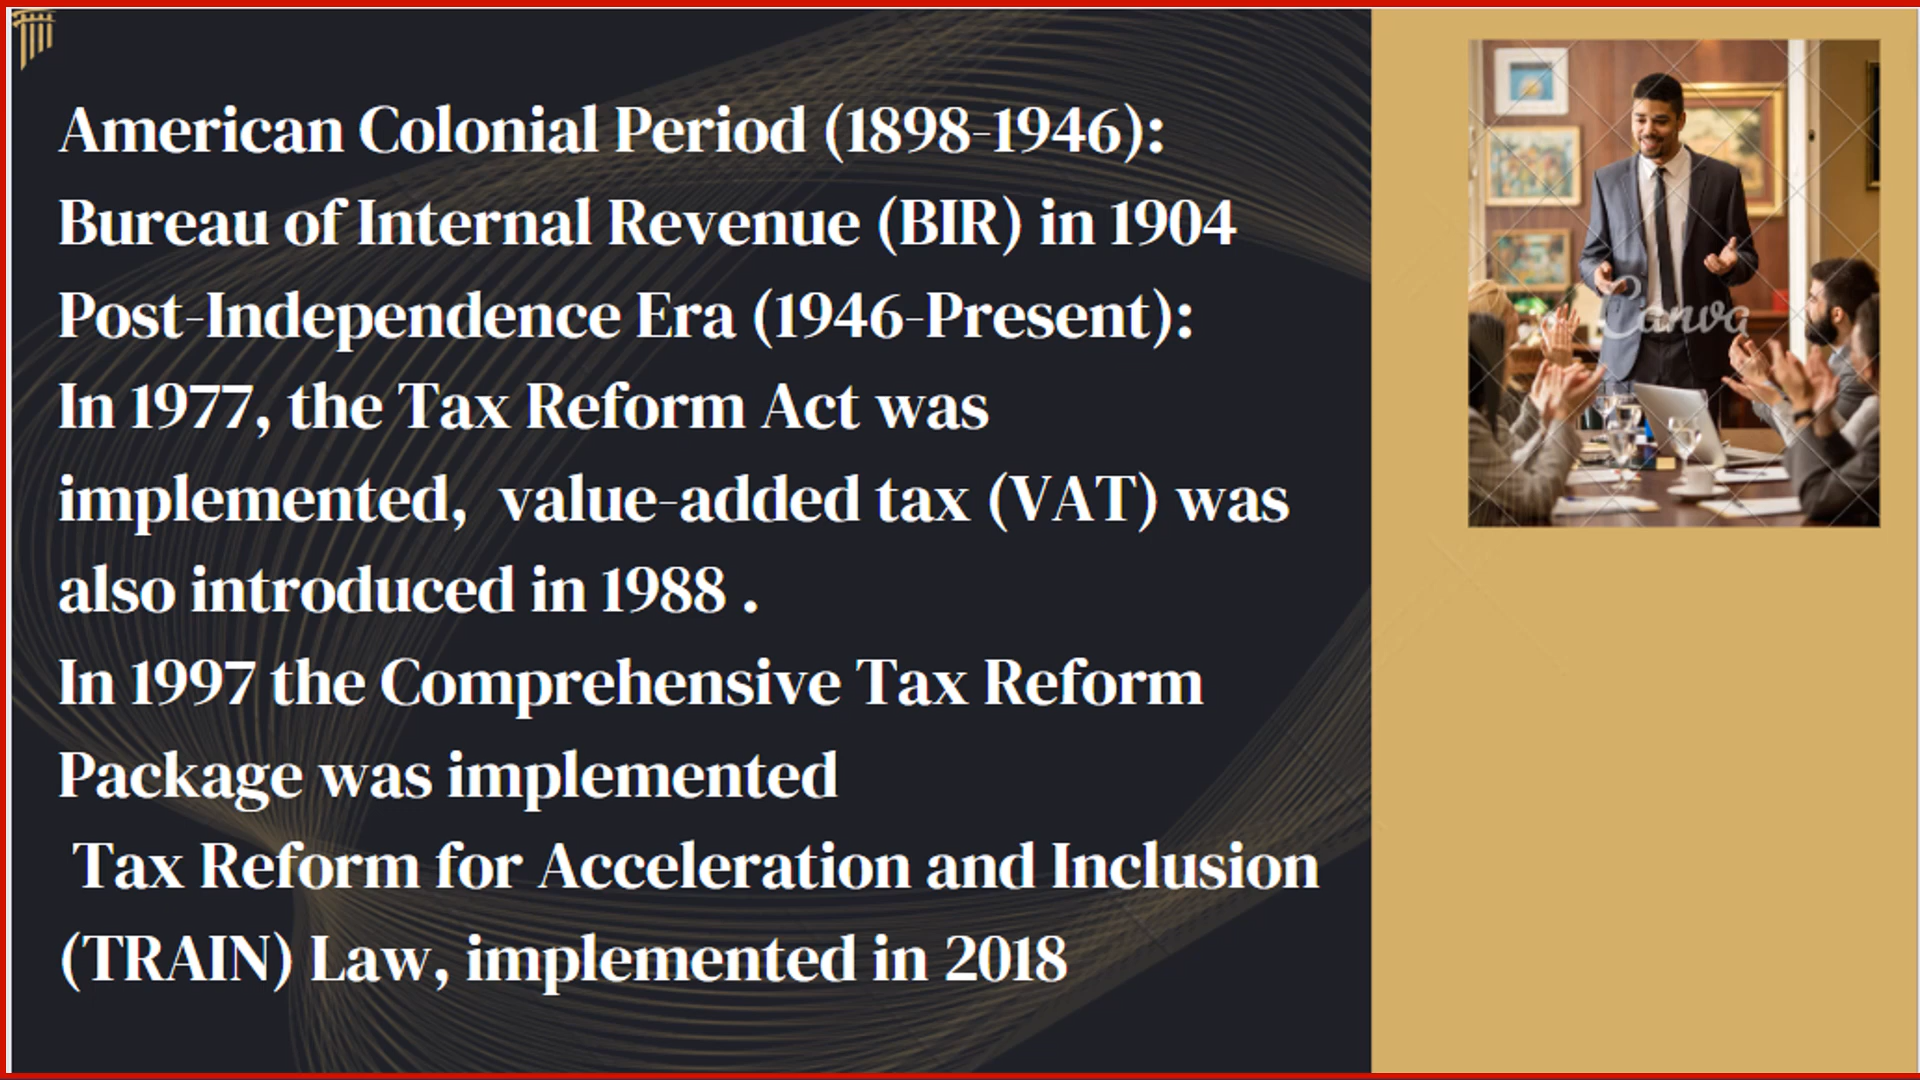 American Colonial Period (1898-1946):
Bureau of Internal Revenue (BIR) in 1904
Post-Independence Era (1946-Present):
In 1977, the Tax Reform Act was
implemented,  value-added tax (VAT) was
also introduced in 1988 .
In 1997 the Comprehensive Tax Reform
Package was implemented
Tax Reform for Acceleration and Inclusion
(TRAIN) Law, implemented in 2018
Canva